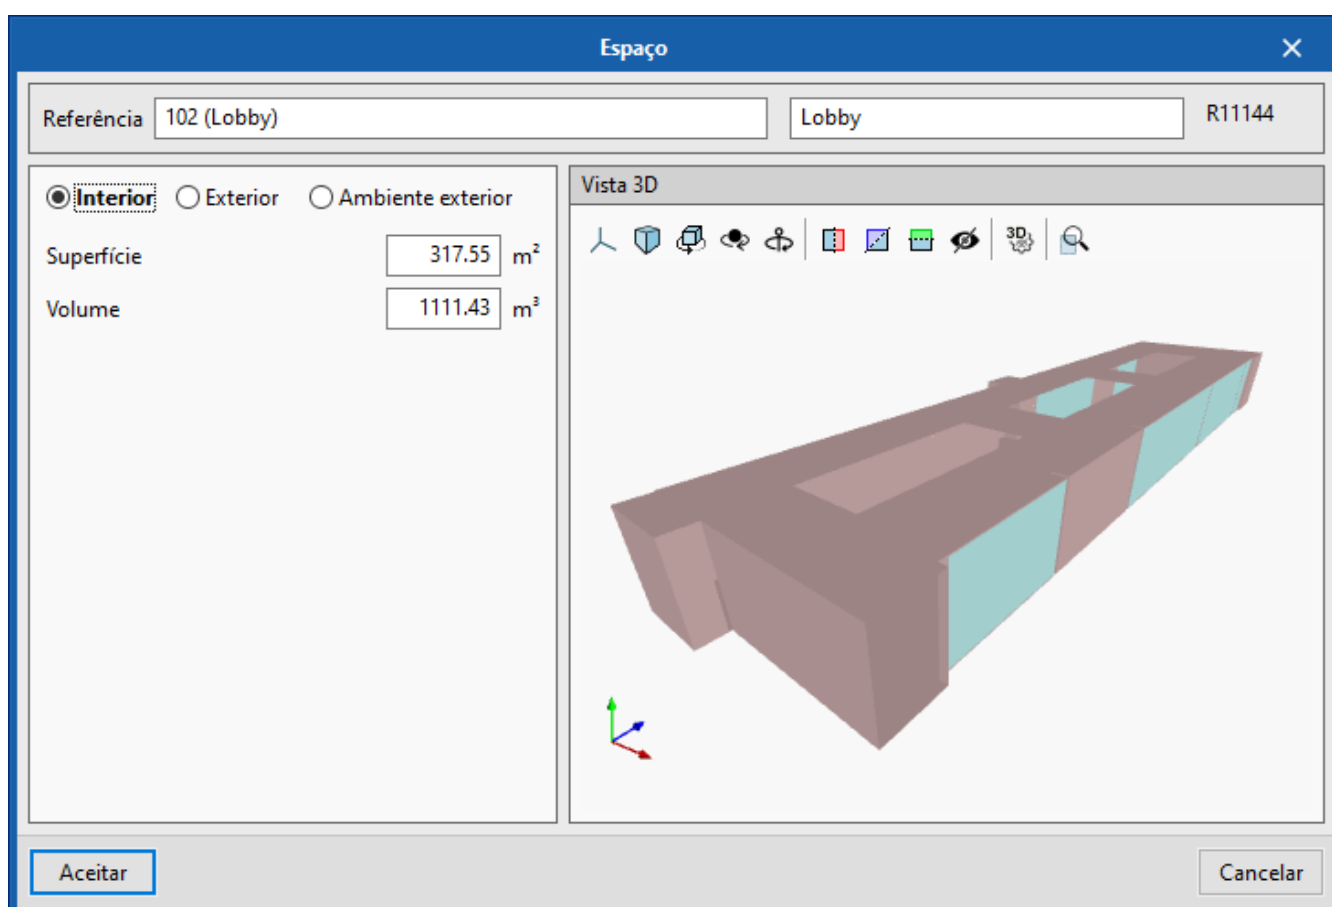 Espaço
Referência 102 (Lobby) Lobby R11144
Interior Exterior Ambiente exterior
Superfície 317.55 m²
Volume 1111.43 m³
Vista 3D
3D
Aceitar Cancelar